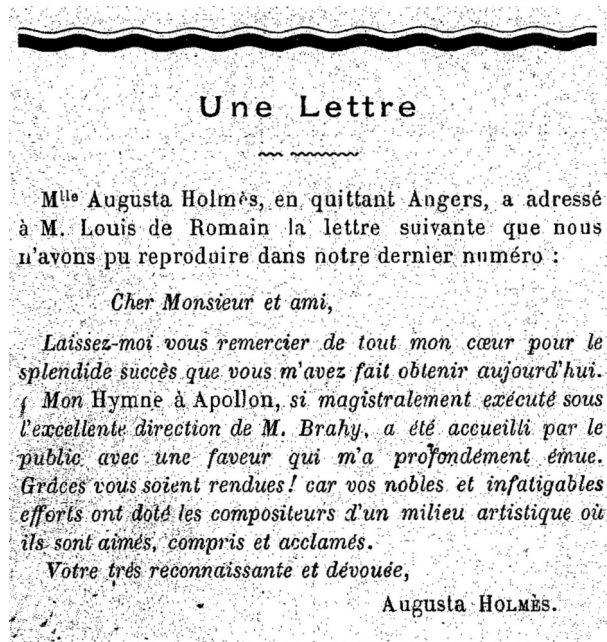 Une Lettre
Mlle Augusta Holmès, en quittant Angers, a adressé
à M. Louis de Romain la lettre suivante que nous
n'avons pu reproduire dans notre dernier numéro :
Cher Monsieur et ami,
Laissez-moi vous remercier de tout mon cœur pour le
splendide succès que vous m'avez fait obtenir aujourd'hui.
Mon Hymne à Apollon, si magistralement exécuté sous
l'excellente direction de M. Brahy, a été accueilli par le
public avec une faveur qui m'a profondément émue.
Grâces vous soient rendues ! car vos nobles et infatigables
efforts ont doté les compositeurs d'un milieu artistique où
ils sont aimés, compris et acclamés.
Votre très reconnaissante et dévouée,
Augusta HOLMÈS.